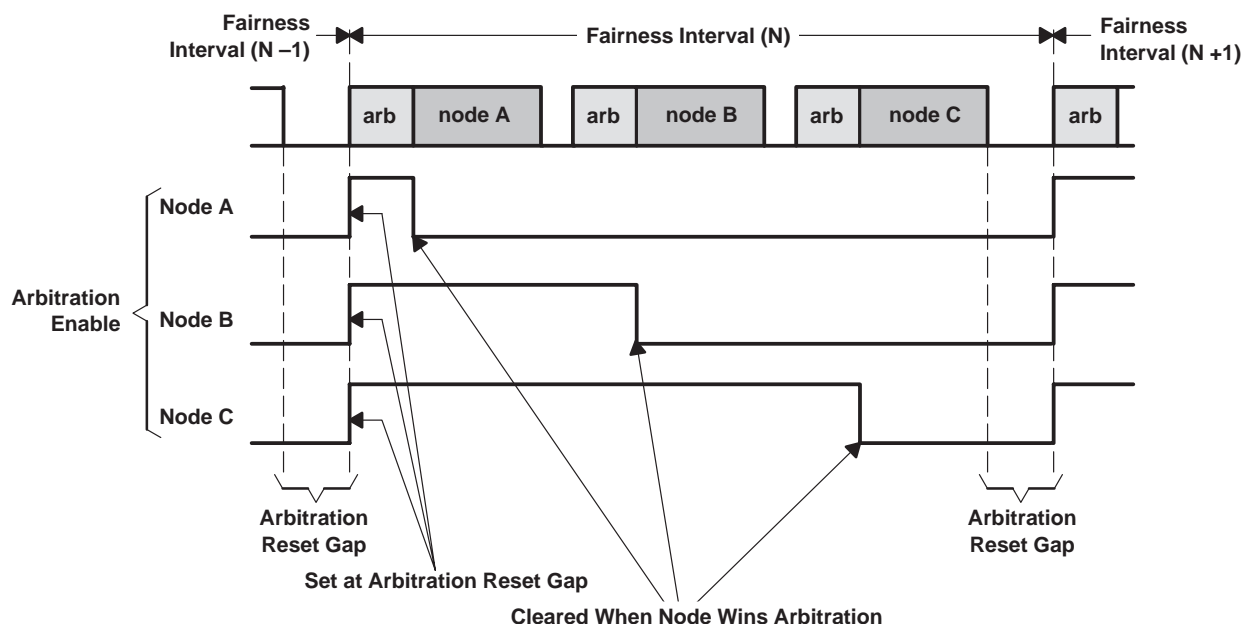 Fairness
Interval (N –1)
Fairness Interval (N)
Fairness
Interval (N +1)
arb
node A
arb
node B
arb
node C
arb
Node A
Arbitration
Enable
Node B
Node C
Arbitration
Reset Gap
Arbitration
Reset Gap
Set at Arbitration Reset Gap
Cleared When Node Wins Arbitration